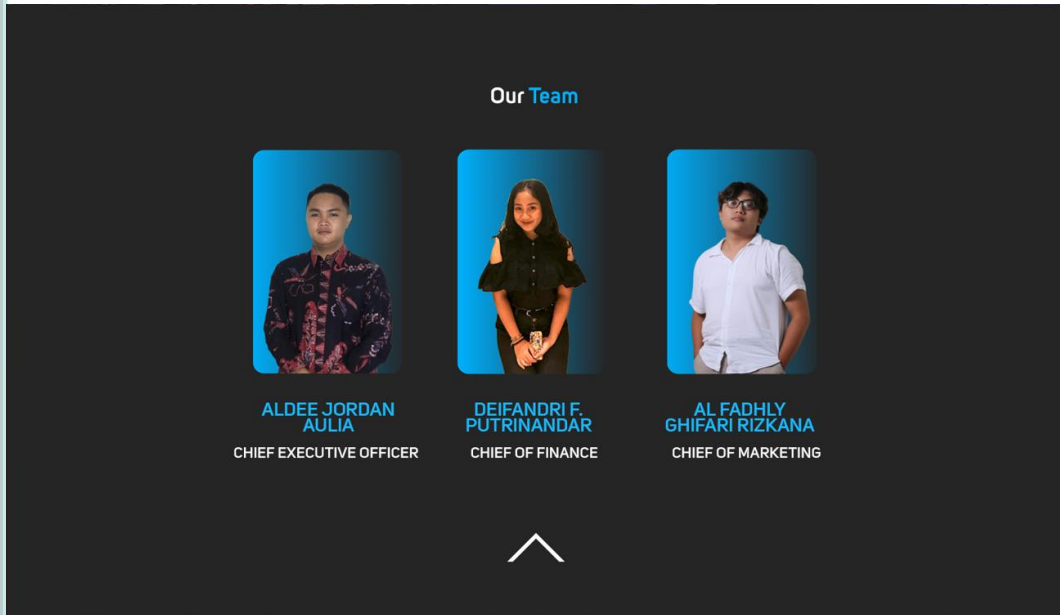 Our Team
ALDEE JORDAN
AULIA
CHIEF EXECUTIVE OFFICER
DEIFANDRI F.
PUTRINANDAR
CHIEF OF FINANCE
AL FADHLY
GHIFARI RIZKANA
CHIEF OF MARKETING